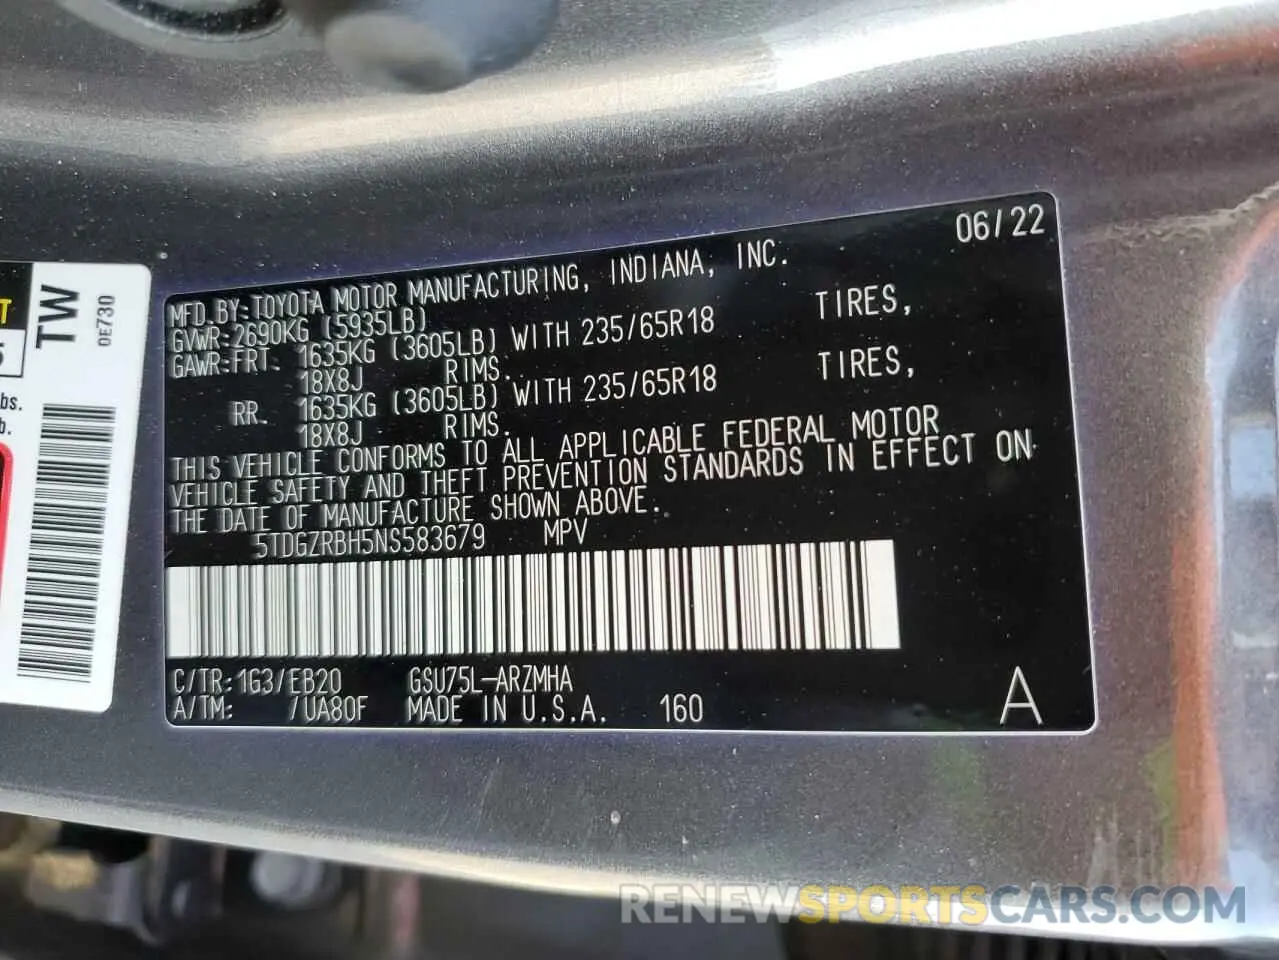 06/22
MFD.BY:TOYOTA MOTOR MANUFACTURING, INDIANA, INC.
GVWR:2690KG (5935LB)
GAWR:FRT. 1635KG (3605LB) WITH 235/65R18 TIRES,
18X8J RIMS.
RR. 1635KG (3605LB) WITH 235/65R18 TIRES,
18X8J RIMS.
THIS VEHICLE CONFORMS TO ALL APPLICABLE FEDERAL MOTOR
VEHICLE SAFETY AND THEFT PREVENTION STANDARDS IN EFFECT ON
THE DATE OF MANUFACTURE SHOWN ABOVE.
5TDGZRBH5NS583679 MPV
C/TR:1G3/EB20 GSU75L-ARZMHA
A/TM: /UA80F MADE IN U.S.A. 160
A
TW
0E730
T
5
bs.
b.
RENEWSPORTSCARS.COM